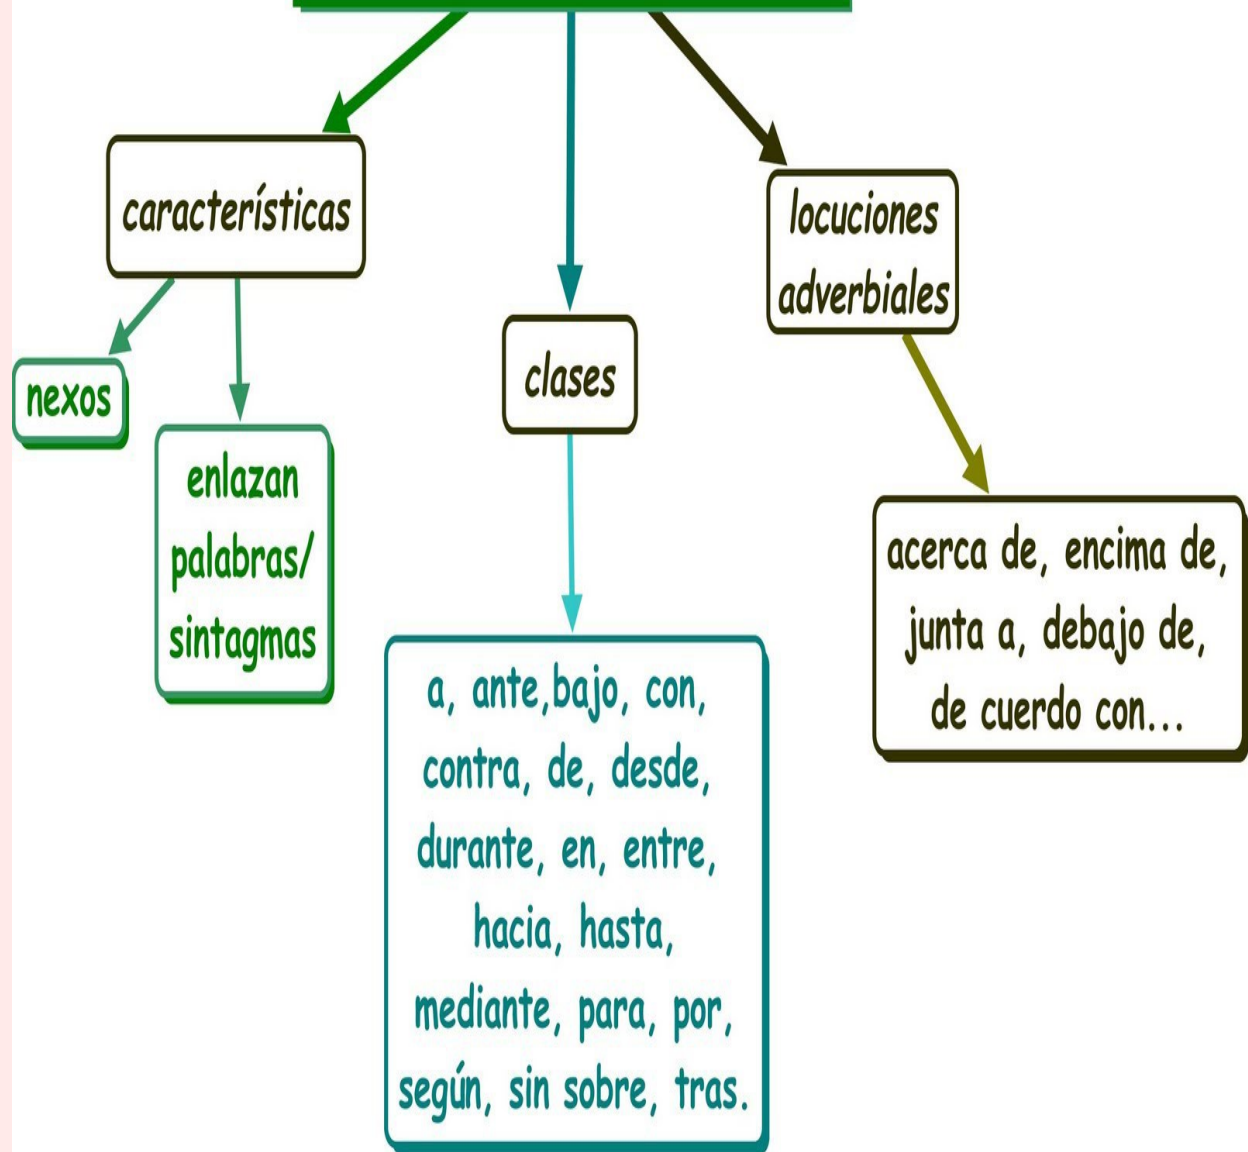 característícas
nexos
enlazan
palabras/
sintagmas
clases
a, ante,bajo, con,
contra, de, desde,
durante, en, entre,
hacia, hasta,
mediante, para, por,
según, sin sobre, tras.
locuciones
adverbiales
acerca de, encima de,
junta a, debajo de,
de cuerdo con...